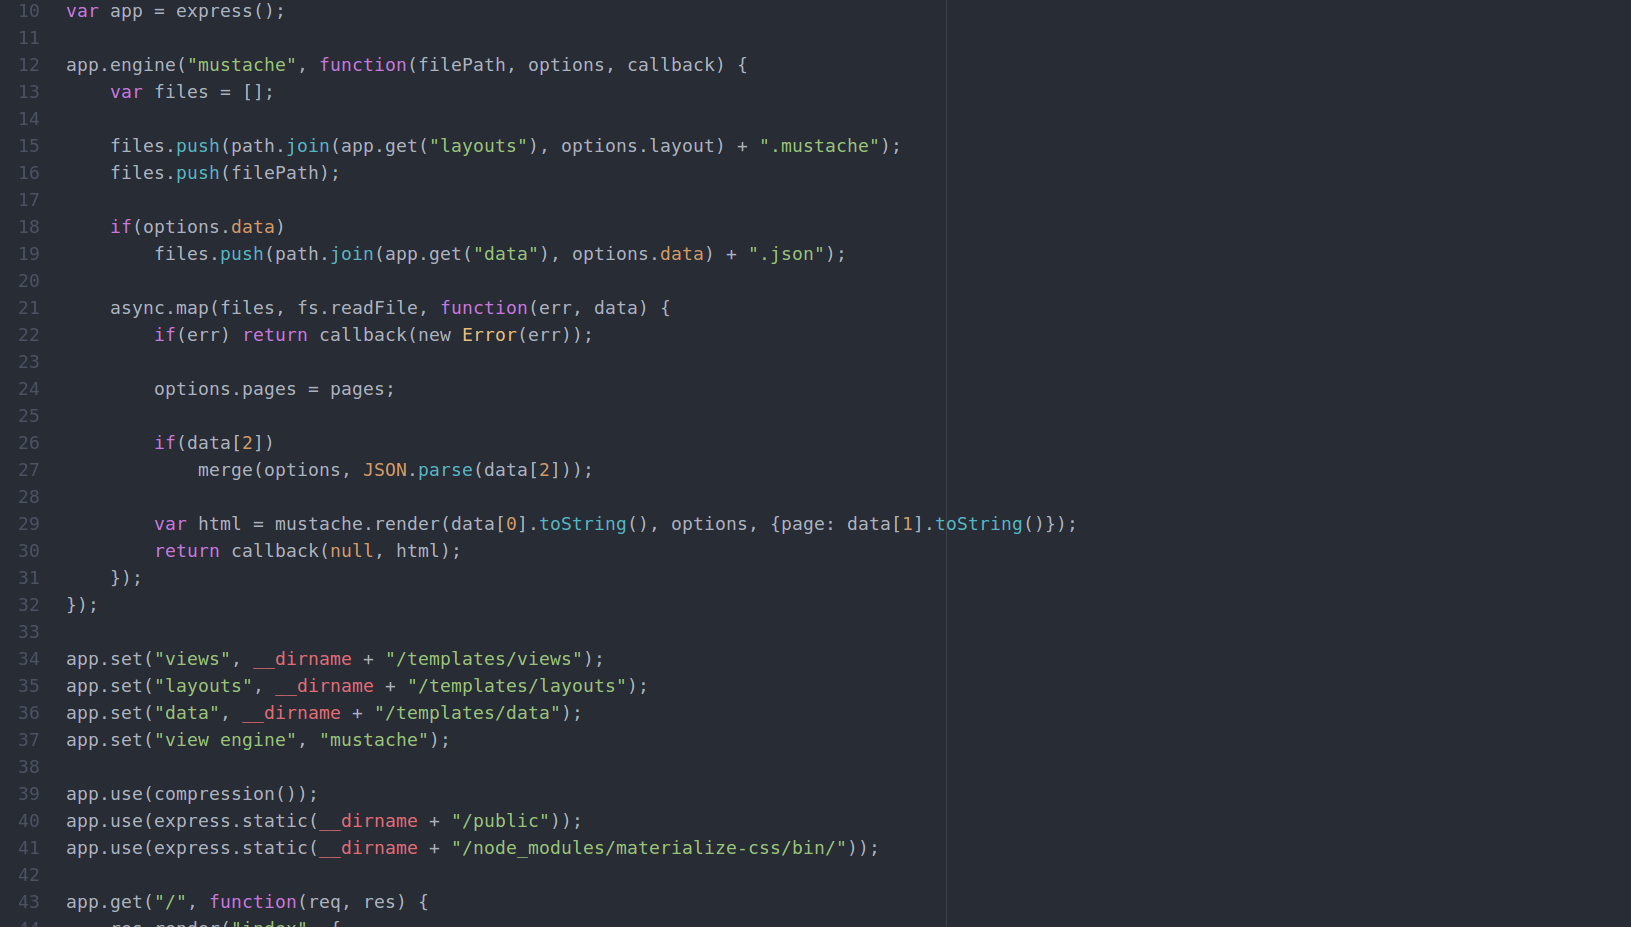 10 var app = express();
11
12 app.engine("mustache", function(filePath, options, callback) {
13     var files = [];
14
15     files.push(path.join(app.get("layouts"), options.layout) + ".mustache");
16     files.push(filePath);
17
18     if(options.data)
19         files.push(path.join(app.get("data"), options.data) + ".json");
20
21     async.map(files, fs.readFile, function(err, data) {
22         if(err) return callback(new Error(err));
23
24         options.pages = pages;
25
26         if(data[2])
27             merge(options, JSON.parse(data[2]));
28
29         var html = mustache.render(data[0].toString(), options, {page: data[1].toString()});
30         return callback(null, html);
31     });
32 });
33
34 app.set("views", __dirname + "/templates/views");
35 app.set("layouts", __dirname + "/templates/layouts");
36 app.set("data", __dirname + "/templates/data");
37 app.set("view engine", "mustache");
38
39 app.use(compression());
40 app.use(express.static(__dirname + "/public"));
41 app.use(express.static(__dirname + "/node_modules/materialize-css/bin/"));
42
43 app.get("/", function(req, res) {
44     res.render("index", {